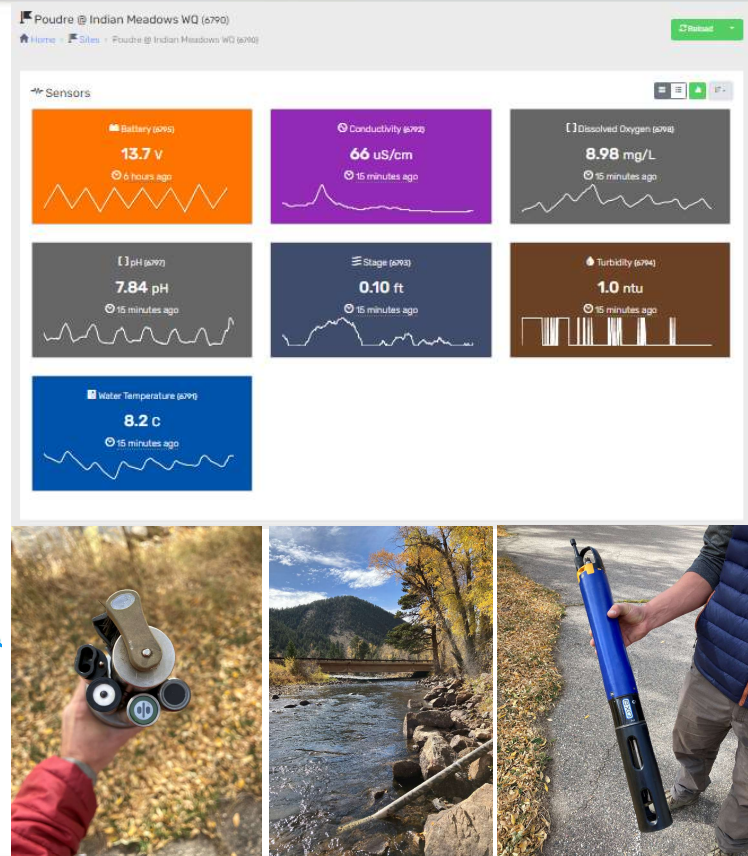 Poudre @ Indian Meadows WQ (6790)
Home Sites Poudre @ Indian Meadows WQ (6790)
Reload
Sensors
Battery (6795)
13.7 V
6 hours ago
Conductivity (6792)
66 uS/cm
15 minutes ago
Dissolved Oxygen (6798)
8.98 mg/L
15 minutes ago
pH (6797)
7.84 pH
15 minutes ago
Stage (6793)
0.10 ft
15 minutes ago
Turbidity (6794)
1.0 ntu
15 minutes ago
Water Temperature (6791)
8.2 C
15 minutes ago